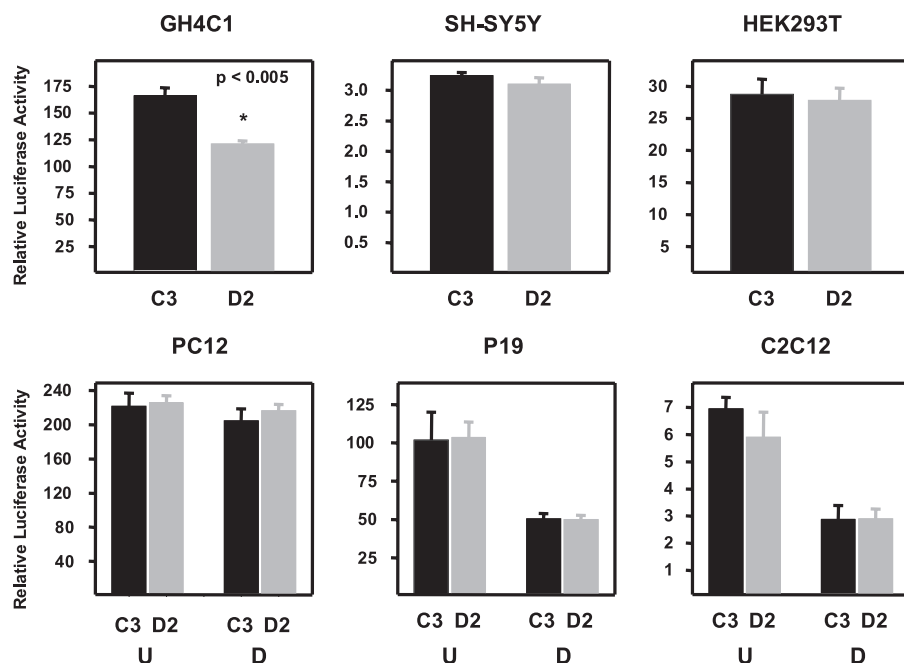 GH4C1 SH-SY5Y HEK293T
Relative Luciferase Activity
175
150
125
100
75
50
25
p < 0.005
*
C3 D2
3.0
2.5
2.0
1.5
1.0
0.5
C3 D2
30
25
20
15
10
5
C3 D2
PC12 P19 C2C12
Relative Luciferase Activity
240
200
160
120
80
40
C3 D2 C3 D2
U D
125
100
75
50
25
C3 D2 C3 D2
U D
7
6
5
4
3
2
1
C3 D2 C3 D2
U D